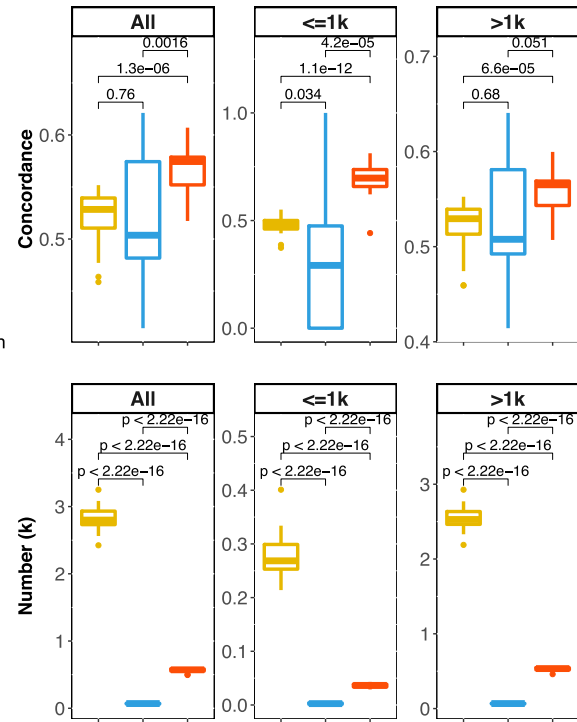 All <=1k >1k
0.0016 4.2e-05 0.051
1.3e-06 1.1e-12 6.6e-05
0.76 0.034 0.68
Concordance
0.6
0.5
1.0
0.5
0.0
0.7
0.6
0.5
0.4
n
All <=1k >1k
p < 2.22e-16 p < 2.22e-16 p < 2.22e-16
p < 2.22e-16 p < 2.22e-16 p < 2.22e-16
p < 2.22e-16 p < 2.22e-16 p < 2.22e-16
Number (k)
4
3
2
1
0
0.5
0.4
0.3
0.2
0.1
0.0
3
2
1
0